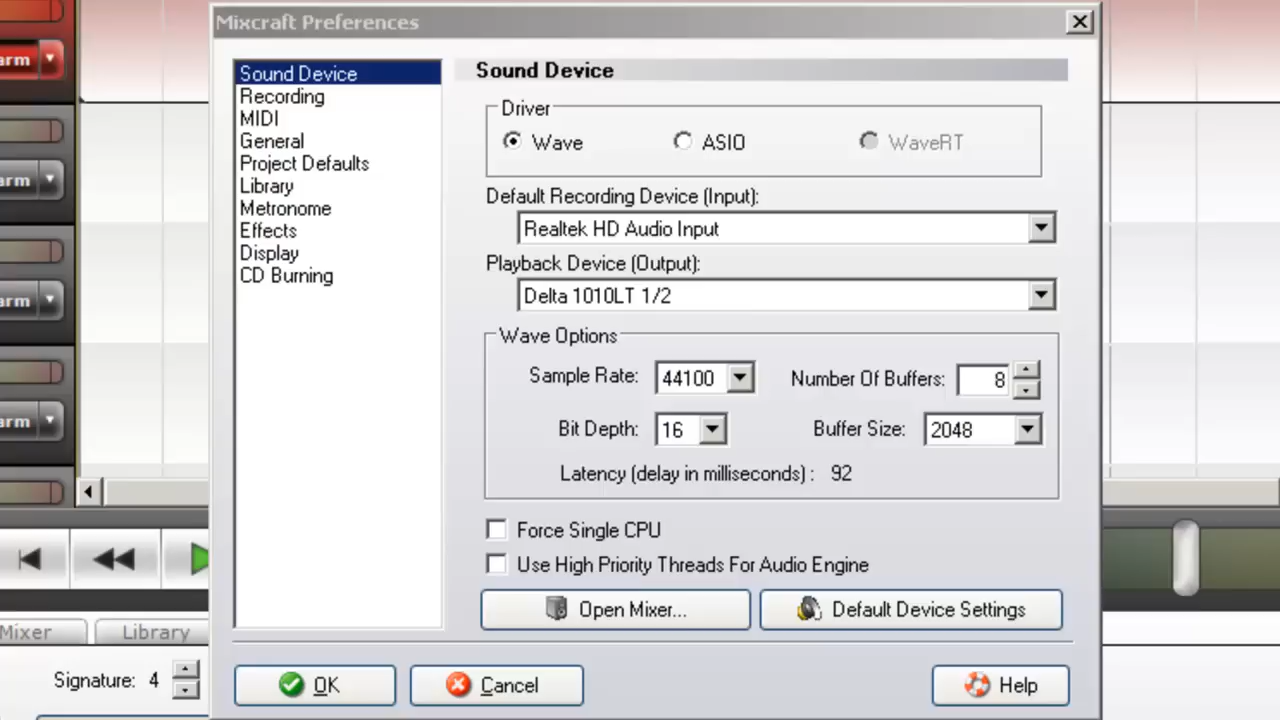 Mixcraft Preferences
Sound Device
Recording
MIDI
General
Project Defaults
Library
Metronome
Effects
Display
CD Burning
Sound Device
Driver
Wave ASIO WaveRT
Default Recording Device (Input):
Realtek HD Audio Input
Playback Device (Output):
Delta 1010LT 1/2
Wave Options
Sample Rate: 44100 Number Of Buffers: 8
Bit Depth: 16 Buffer Size: 2048
Latency (delay in milliseconds) : 92
Force Single CPU
Use High Priority Threads For Audio Engine
Open Mixer... Default Device Settings
OK Cancel Help
arm
arm
arm
arm
Mixer Library
Signature: 4